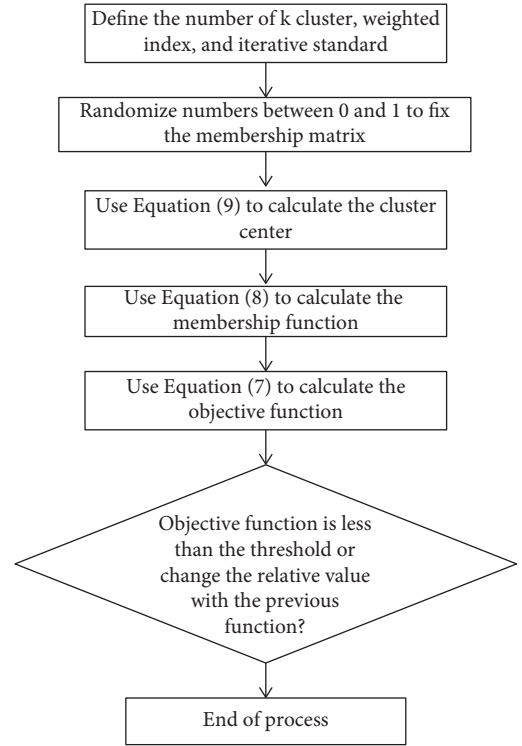 Define the number of k cluster, weighted
index, and iterative standard
Randomize numbers between 0 and 1 to fix
the membership matrix
Use Equation (9) to calculate the cluster
center
Use Equation (8) to calculate the
membership function
Use Equation (7) to calculate the
objective function
Objective function is less
than the threshold or
change the relative value
with the previous
function?
End of process